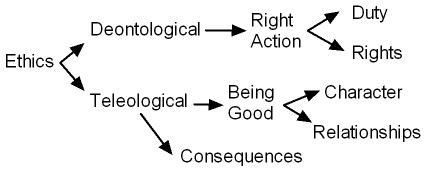 Ethics
Deontological
Right
Action
Duty
Rights
Teleological
Being
Good
Character
Relationships
Consequences